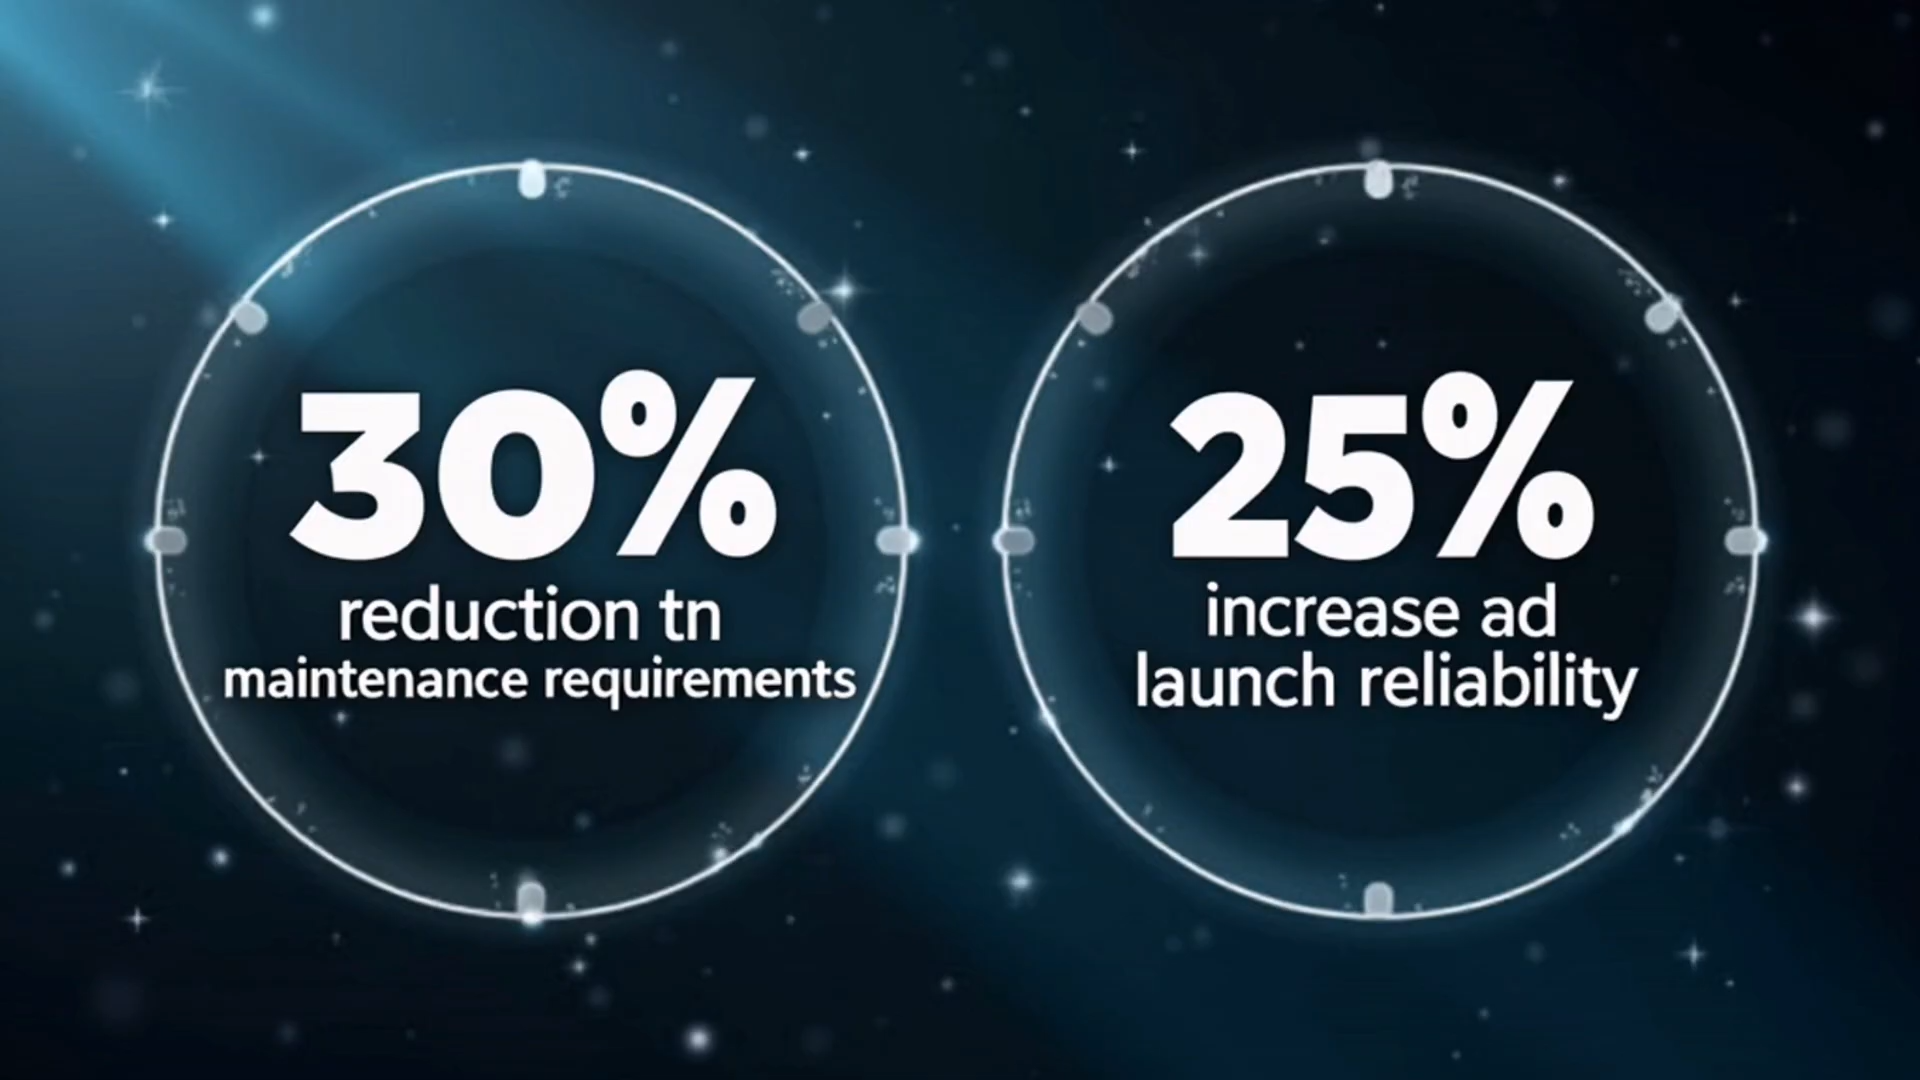 30%
reduction tn
maintenance requirements
25%
increase ad
launch reliability